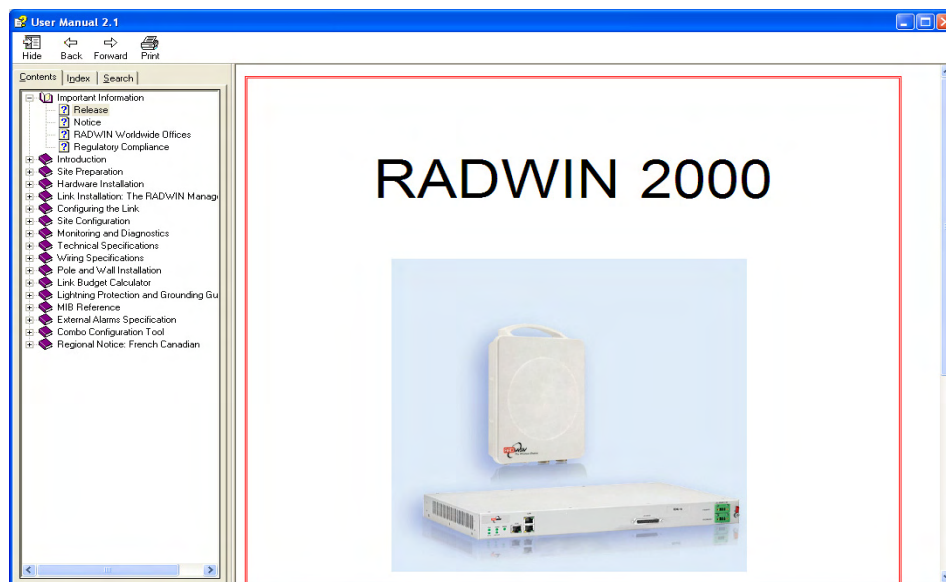 User Manual 2.1
Hide Back Forward Print
Contents Index Search
Important Information
Release
Notice
RADWIN Worldwide Offices
Regulatory Compliance
Introduction
Site Preparation
Hardware Installation
Link Installation: The RADWIN Manag
Configuring the Link
Site Configuration
Monitoring and Diagnostics
Technical Specifications
Wiring Specifications
Pole and Wall Installation
Link Budget Calculator
Lightning Protection and Grounding Gu
MIB Reference
External Alarms Specification
Combo Configuration Tool
Regional Notice: French Canadian
RADWIN 2000